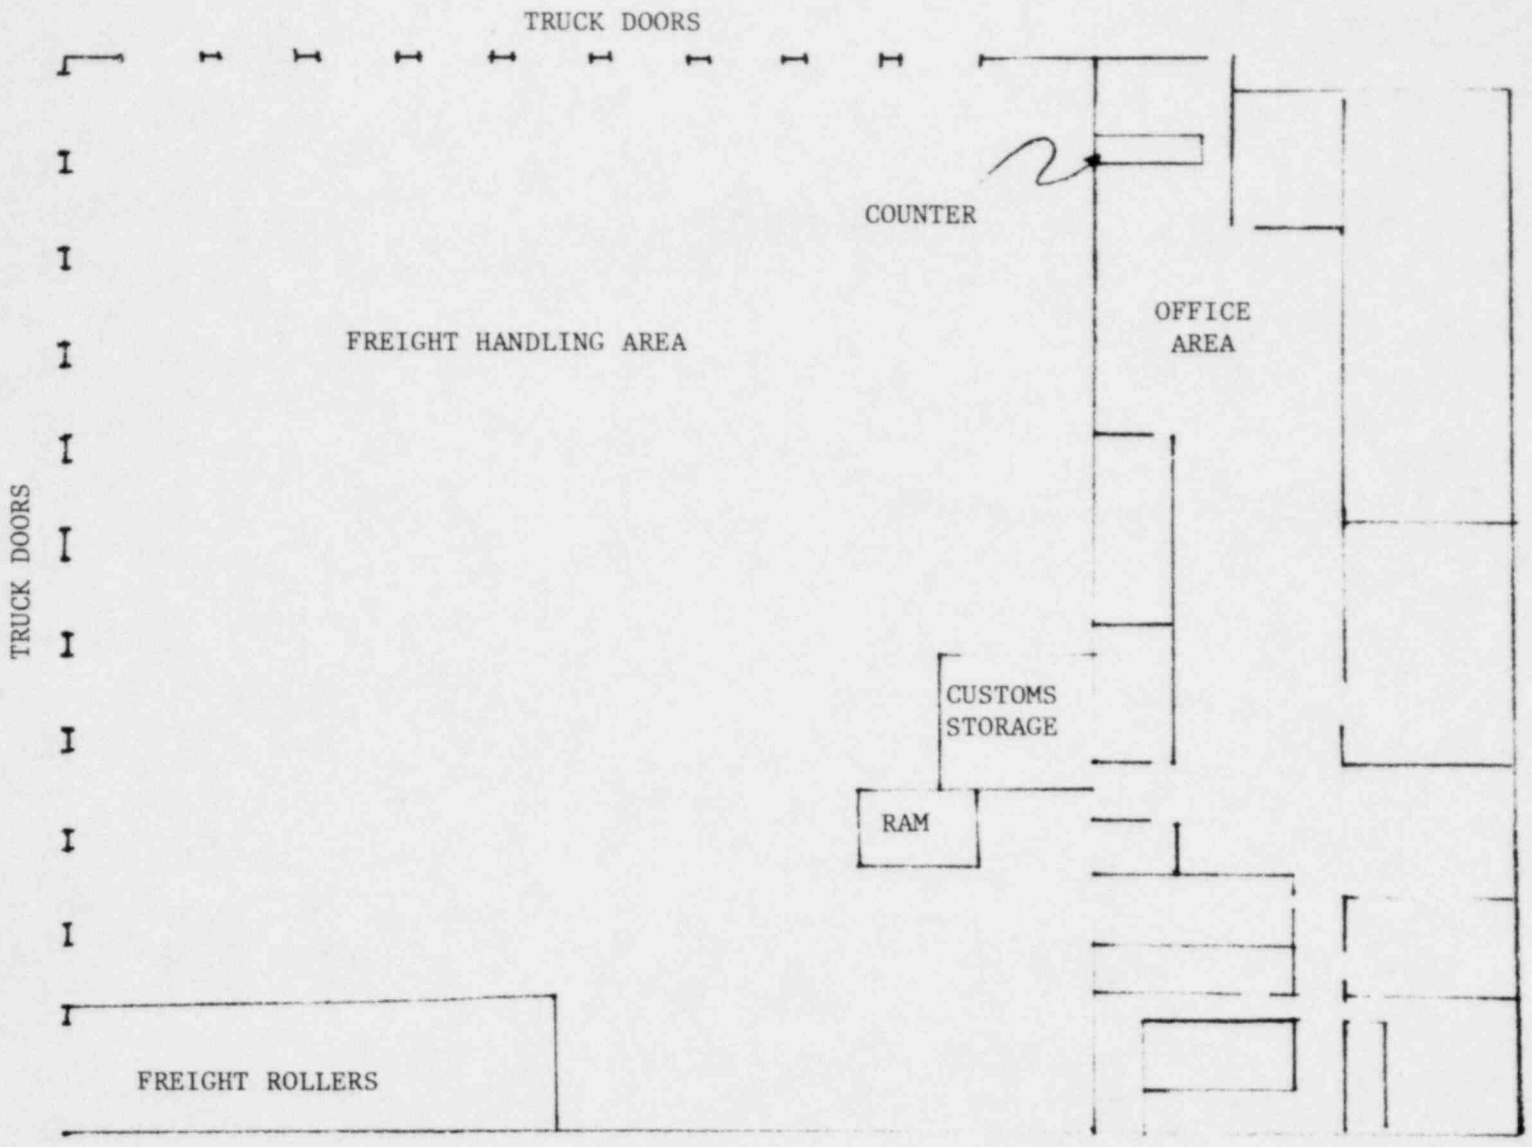 TRUCK DOORS
COUNTER
OFFICE
AREA
FREIGHT HANDLING AREA
TRUCK DOORS
CUSTOMS
STORAGE
RAM
FREIGHT ROLLERS